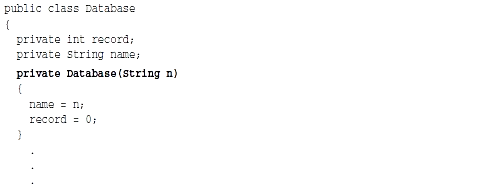 public class Database
{
private int record;
private String name;
private Database(String n)
{
name = n;
record = 0;
}
.
.
.